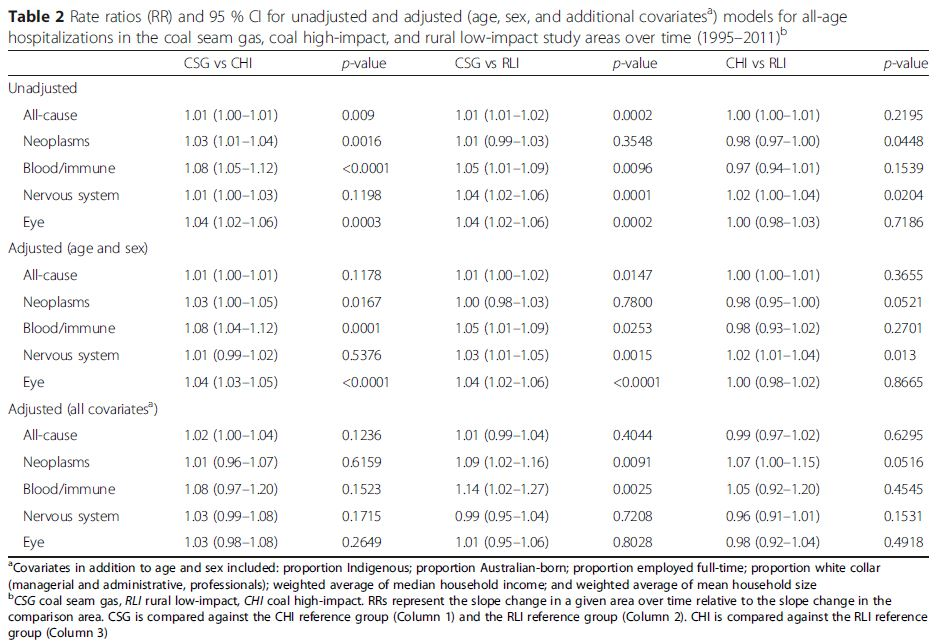 Table 2 Rate ratios (RR) and 95 % CI for unadjusted and adjusted (age, sex, and additional covariatesᵃ) models for all-age
hospitalizations in the coal seam gas, coal high-impact, and rural low-impact study areas over time (1995–2011)ᵇ
CSG vs CHI p-value CSG vs RLI p-value CHI vs RLI p-value
Unadjusted
All-cause 1.01 (1.00–1.01) 0.009 1.01 (1.01–1.02) 0.0002 1.00 (1.00–1.01) 0.2195
Neoplasms 1.03 (1.01–1.04) 0.0016 1.01 (0.99–1.03) 0.3548 0.98 (0.97–1.00) 0.0448
Blood/immune 1.08 (1.05–1.12) <0.0001 1.05 (1.01–1.09) 0.0096 0.97 (0.94–1.01) 0.1539
Nervous system 1.01 (1.00–1.03) 0.1198 1.04 (1.02–1.06) 0.0001 1.02 (1.00–1.04) 0.0204
Eye 1.04 (1.02–1.06) 0.0003 1.04 (1.02–1.06) 0.0002 1.00 (0.98–1.03) 0.7186
Adjusted (age and sex)
All-cause 1.01 (1.00–1.01) 0.1178 1.01 (1.00–1.02) 0.0147 1.00 (1.00–1.01) 0.3655
Neoplasms 1.03 (1.00–1.05) 0.0167 1.00 (0.98–1.03) 0.7800 0.98 (0.95–1.00) 0.0521
Blood/immune 1.08 (1.04–1.12) 0.0001 1.05 (1.01–1.09) 0.0253 0.98 (0.93–1.02) 0.2701
Nervous system 1.01 (0.99–1.02) 0.5376 1.03 (1.01–1.05) 0.0015 1.02 (1.01–1.04) 0.013
Eye 1.04 (1.03–1.05) <0.0001 1.04 (1.02–1.06) <0.0001 1.00 (0.98–1.02) 0.8665
Adjusted (all covariatesᵃ)
All-cause 1.02 (1.00–1.04) 0.1236 1.01 (0.99–1.04) 0.4044 0.99 (0.97–1.02) 0.6295
Neoplasms 1.01 (0.96–1.07) 0.6159 1.09 (1.02–1.16) 0.0091 1.07 (1.00–1.15) 0.0516
Blood/immune 1.08 (0.97–1.20) 0.1523 1.14 (1.02–1.27) 0.0025 1.05 (0.92–1.20) 0.4545
Nervous system 1.03 (0.99–1.08) 0.1715 0.99 (0.95–1.04) 0.7208 0.96 (0.91–1.01) 0.1531
Eye 1.03 (0.98–1.08) 0.2649 1.01 (0.95–1.06) 0.8028 0.98 (0.92–1.04) 0.4918
ᵃCovariates in addition to age and sex included: proportion Indigenous; proportion Australian-born; proportion employed full-time; proportion white collar
(managerial and administrative, professionals); weighted average of median household income; and weighted average of mean household size
ᵇCSG coal seam gas, RLI rural low-impact, CHI coal high-impact. RRs represent the slope change in a given area over time relative to the slope change in the
comparison area. CSG is compared against the CHI reference group (Column 1) and the RLI reference group (Column 2). CHI is compared against the RLI reference
group (Column 3)